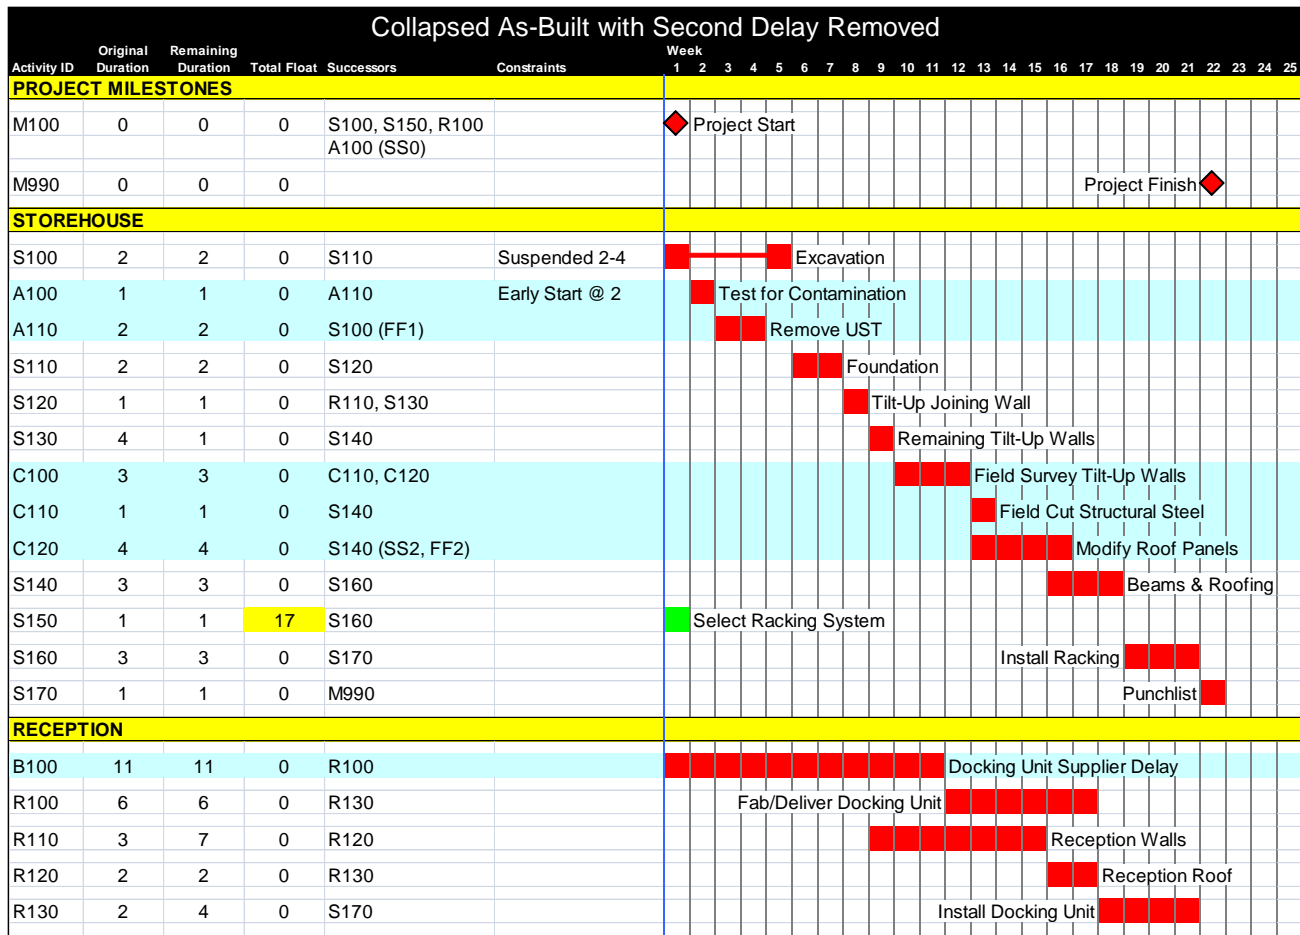 Collapsed As-Built with Second Delay Removed
Original Remaining Week
Activity ID Duration Duration Total Float Successors Constraints 1 2 3 4 5 6 7 8 9 10 11 12 13 14 15 16 17 18 19 20 21 22 23 24 25
PROJECT MILESTONES
M100 0 0 0 S100, S150, R100 Project Start
A100 (SS0)
M990 0 0 0 Project Finish
STOREHOUSE
S100 2 2 0 S110 Suspended 2-4 Excavation
A100 1 1 0 A110 Early Start @ 2 Test for Contamination
A110 2 2 0 S100 (FF1) Remove UST
S110 2 2 0 S120 Foundation
S120 1 1 0 R110, S130 Tilt-Up Joining Wall
S130 4 1 0 S140 Remaining Tilt-Up Walls
C100 3 3 0 C110, C120 Field Survey Tilt-Up Walls
C110 1 1 0 S140 Field Cut Structural Steel
C120 4 4 0 S140 (SS2, FF2) Modify Roof Panels
S140 3 3 0 S160 Beams & Roofing
S150 1 1 17 S160 Select Racking System
S160 3 3 0 S170 Install Racking
S170 1 1 0 M990 Punchlist
RECEPTION
B100 11 11 0 R100 Docking Unit Supplier Delay
R100 6 6 0 R130 Fab/Deliver Docking Unit
R110 3 7 0 R120 Reception Walls
R120 2 2 0 R130 Reception Roof
R130 2 4 0 S170 Install Docking Unit